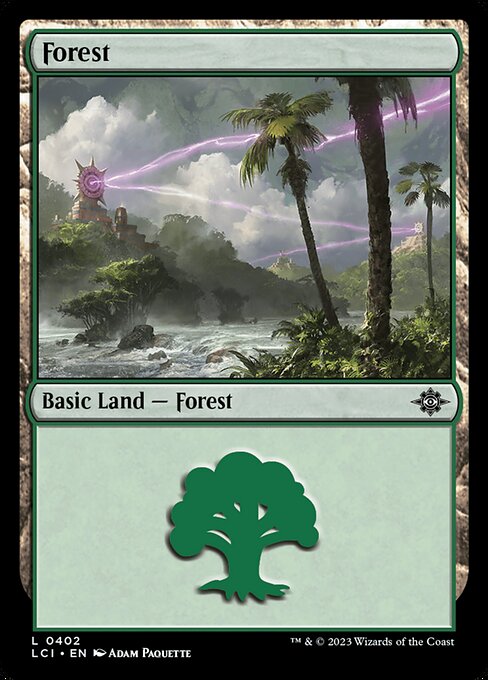 Forest
Basic Land — Forest
L 0402
™ & © 2023 Wizards of the Coast
LCI • EN Adam Paquette